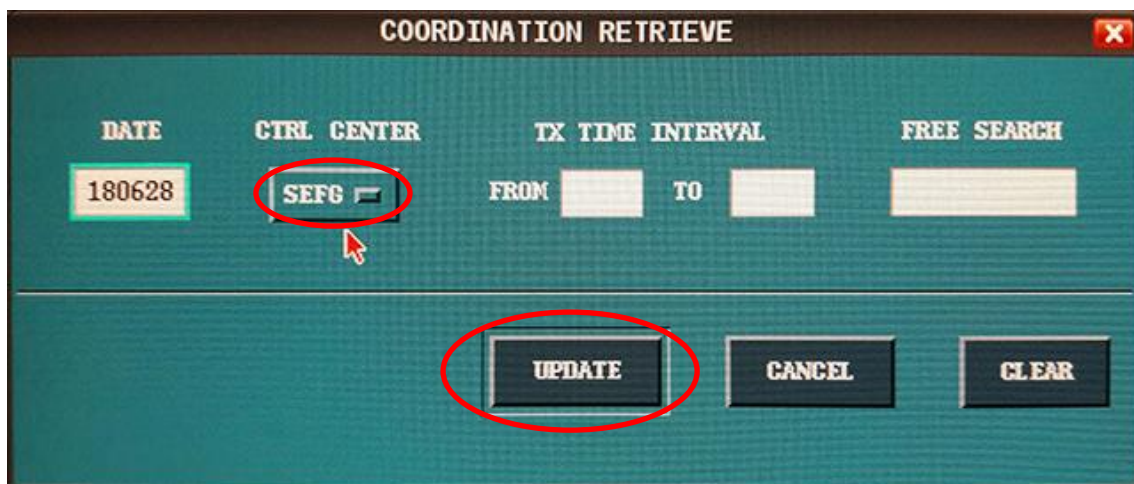 COORDINATION RETRIEVE
DATE CTRL CENTER TX TIME INTERVAL FREE SEARCH
180628 SEFG FROM TO
UPDATE CANCEL CLEAR